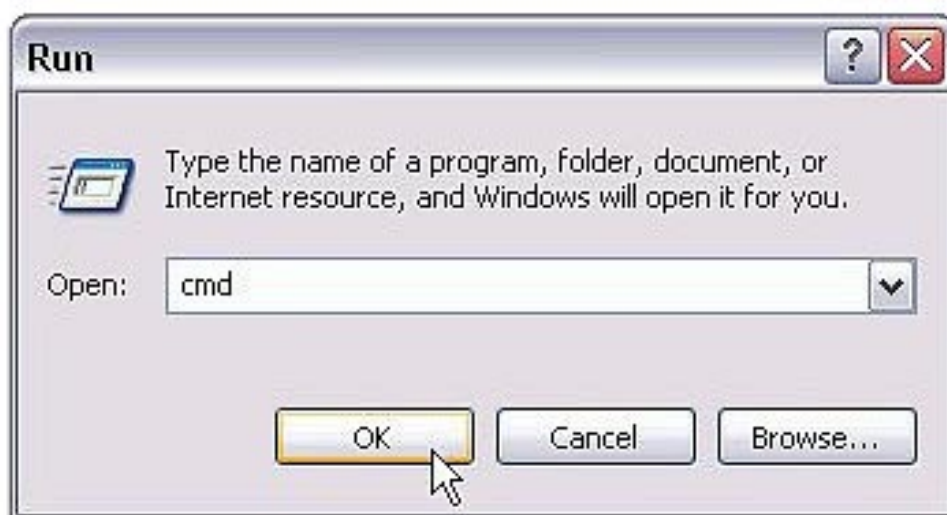 Run
Type the name of a program, folder, document, or
Internet resource, and Windows will open it for you.
Open: cmd
OK Cancel Browse...